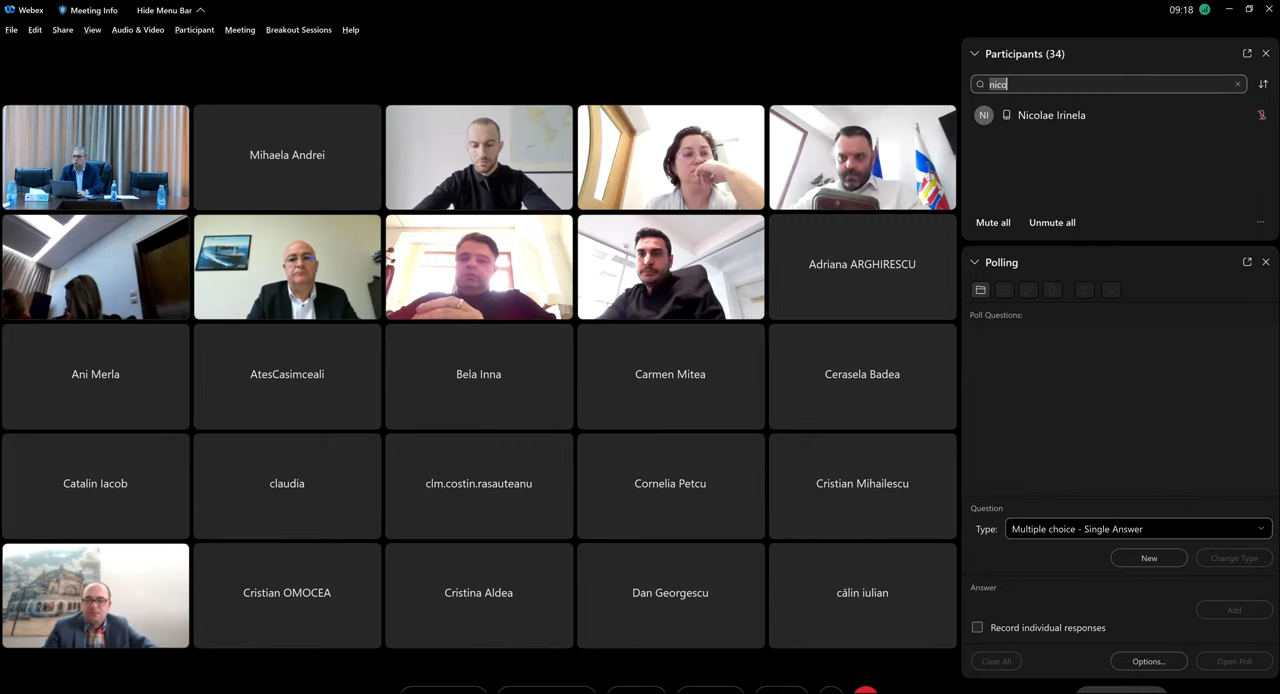 Webex
Meeting Info
Hide Menu Bar
09:18
File
Edit
Share
View
Audio & Video
Participant
Meeting
Breakout Sessions
Help
Mihaela Andrei
Adriana ARGHIRESCU
Ani Merla
AtesCasimceali
Bela Inna
Carmen Mitea
Cerasela Badea
Catalin Iacob
claudia
clm.costin.rasauteanu
Cornelia Petcu
Cristian Mihailescu
Cristian OMOCEA
Cristina Aldea
Dan Georgescu
călin iulian
Participants (34)
nico
NI
Nicolae Irinela
Mute all
Unmute all
Polling
Poll Questions:
Question
Type:
Multiple choice - Single Answer
New
Change Type
Answer
Add
Record individual responses
Clear All
Options...
Open Poll